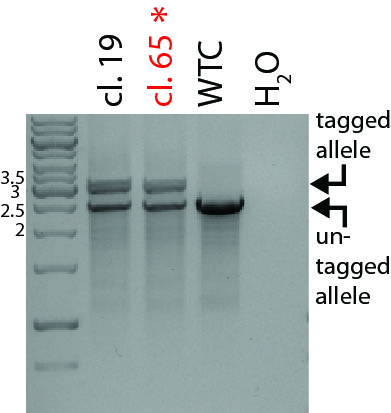 cl. 19
cl. 65 *
WTC
H2O
tagged
allele
3.5
3
2.5
2
un-
tagged
allele